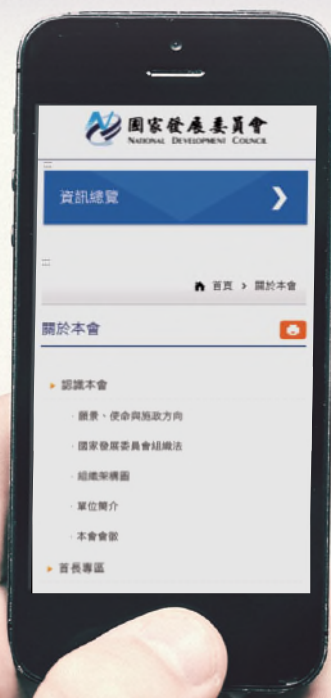 國家發展委員會
NATIONAL DEVELOPMENT COUNCIL
:::
資訊總覽
:::
首頁 › 關於本會
關於本會
認識本會
· 願景、使命與施政方向
· 國家發展委員會組織法
· 組織架構圖
· 單位簡介
· 本會會徽
首長專區